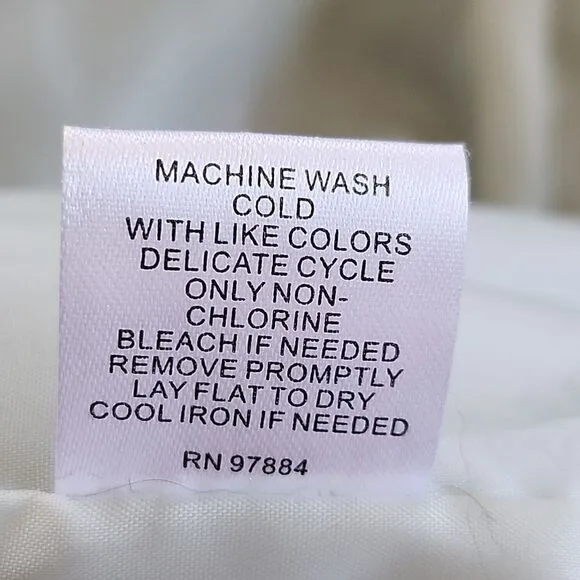 MACHINE WASH
COLD
WITH LIKE COLORS
DELICATE CYCLE
ONLY NON-
CHLORINE
BLEACH IF NEEDED
REMOVE PROMPTLY
LAY FLAT TO DRY
COOL IRON IF NEEDED
RN 97884